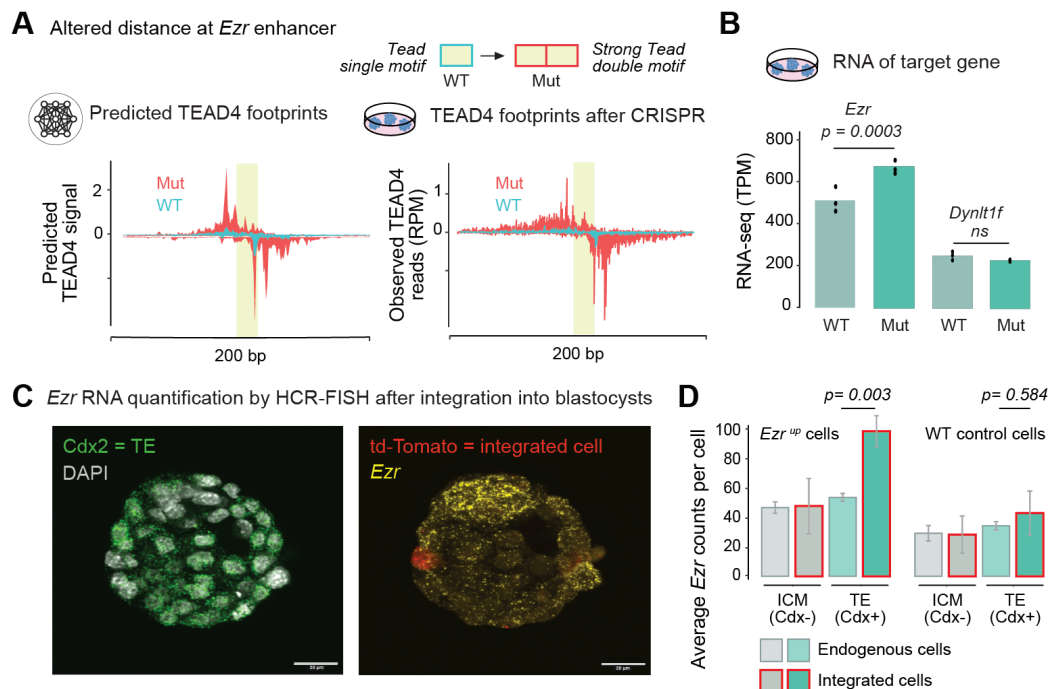 A Altered distance at Ezr enhancer
Tead
single motif
WT
Mut
Strong Tead
double motif
Predicted TEAD4 footprints
Predicted
TEAD4 signal
2
0
Mut
WT
200 bp
TEAD4 footprints after CRISPR
Observed TEAD4
reads (RPM)
1
0
Mut
WT
200 bp
B
RNA of target gene
RNA-seq (TPM)
800
600
400
200
0
Ezr
p = 0.0003
Dynlt1f
ns
WT Mut WT Mut
C Ezr RNA quantification by HCR-FISH after integration into blastocysts
Cdx2 = TE
DAPI
20 µm
td-Tomato = integrated cell
Ezr
20 µm
D
Average Ezr counts per cell
100
80
60
40
20
0
p= 0.003
p= 0.584
Ezr up cells
WT control cells
ICM
(Cdx-)
TE
(Cdx+)
ICM
(Cdx-)
TE
(Cdx+)
Endogenous cells
Integrated cells